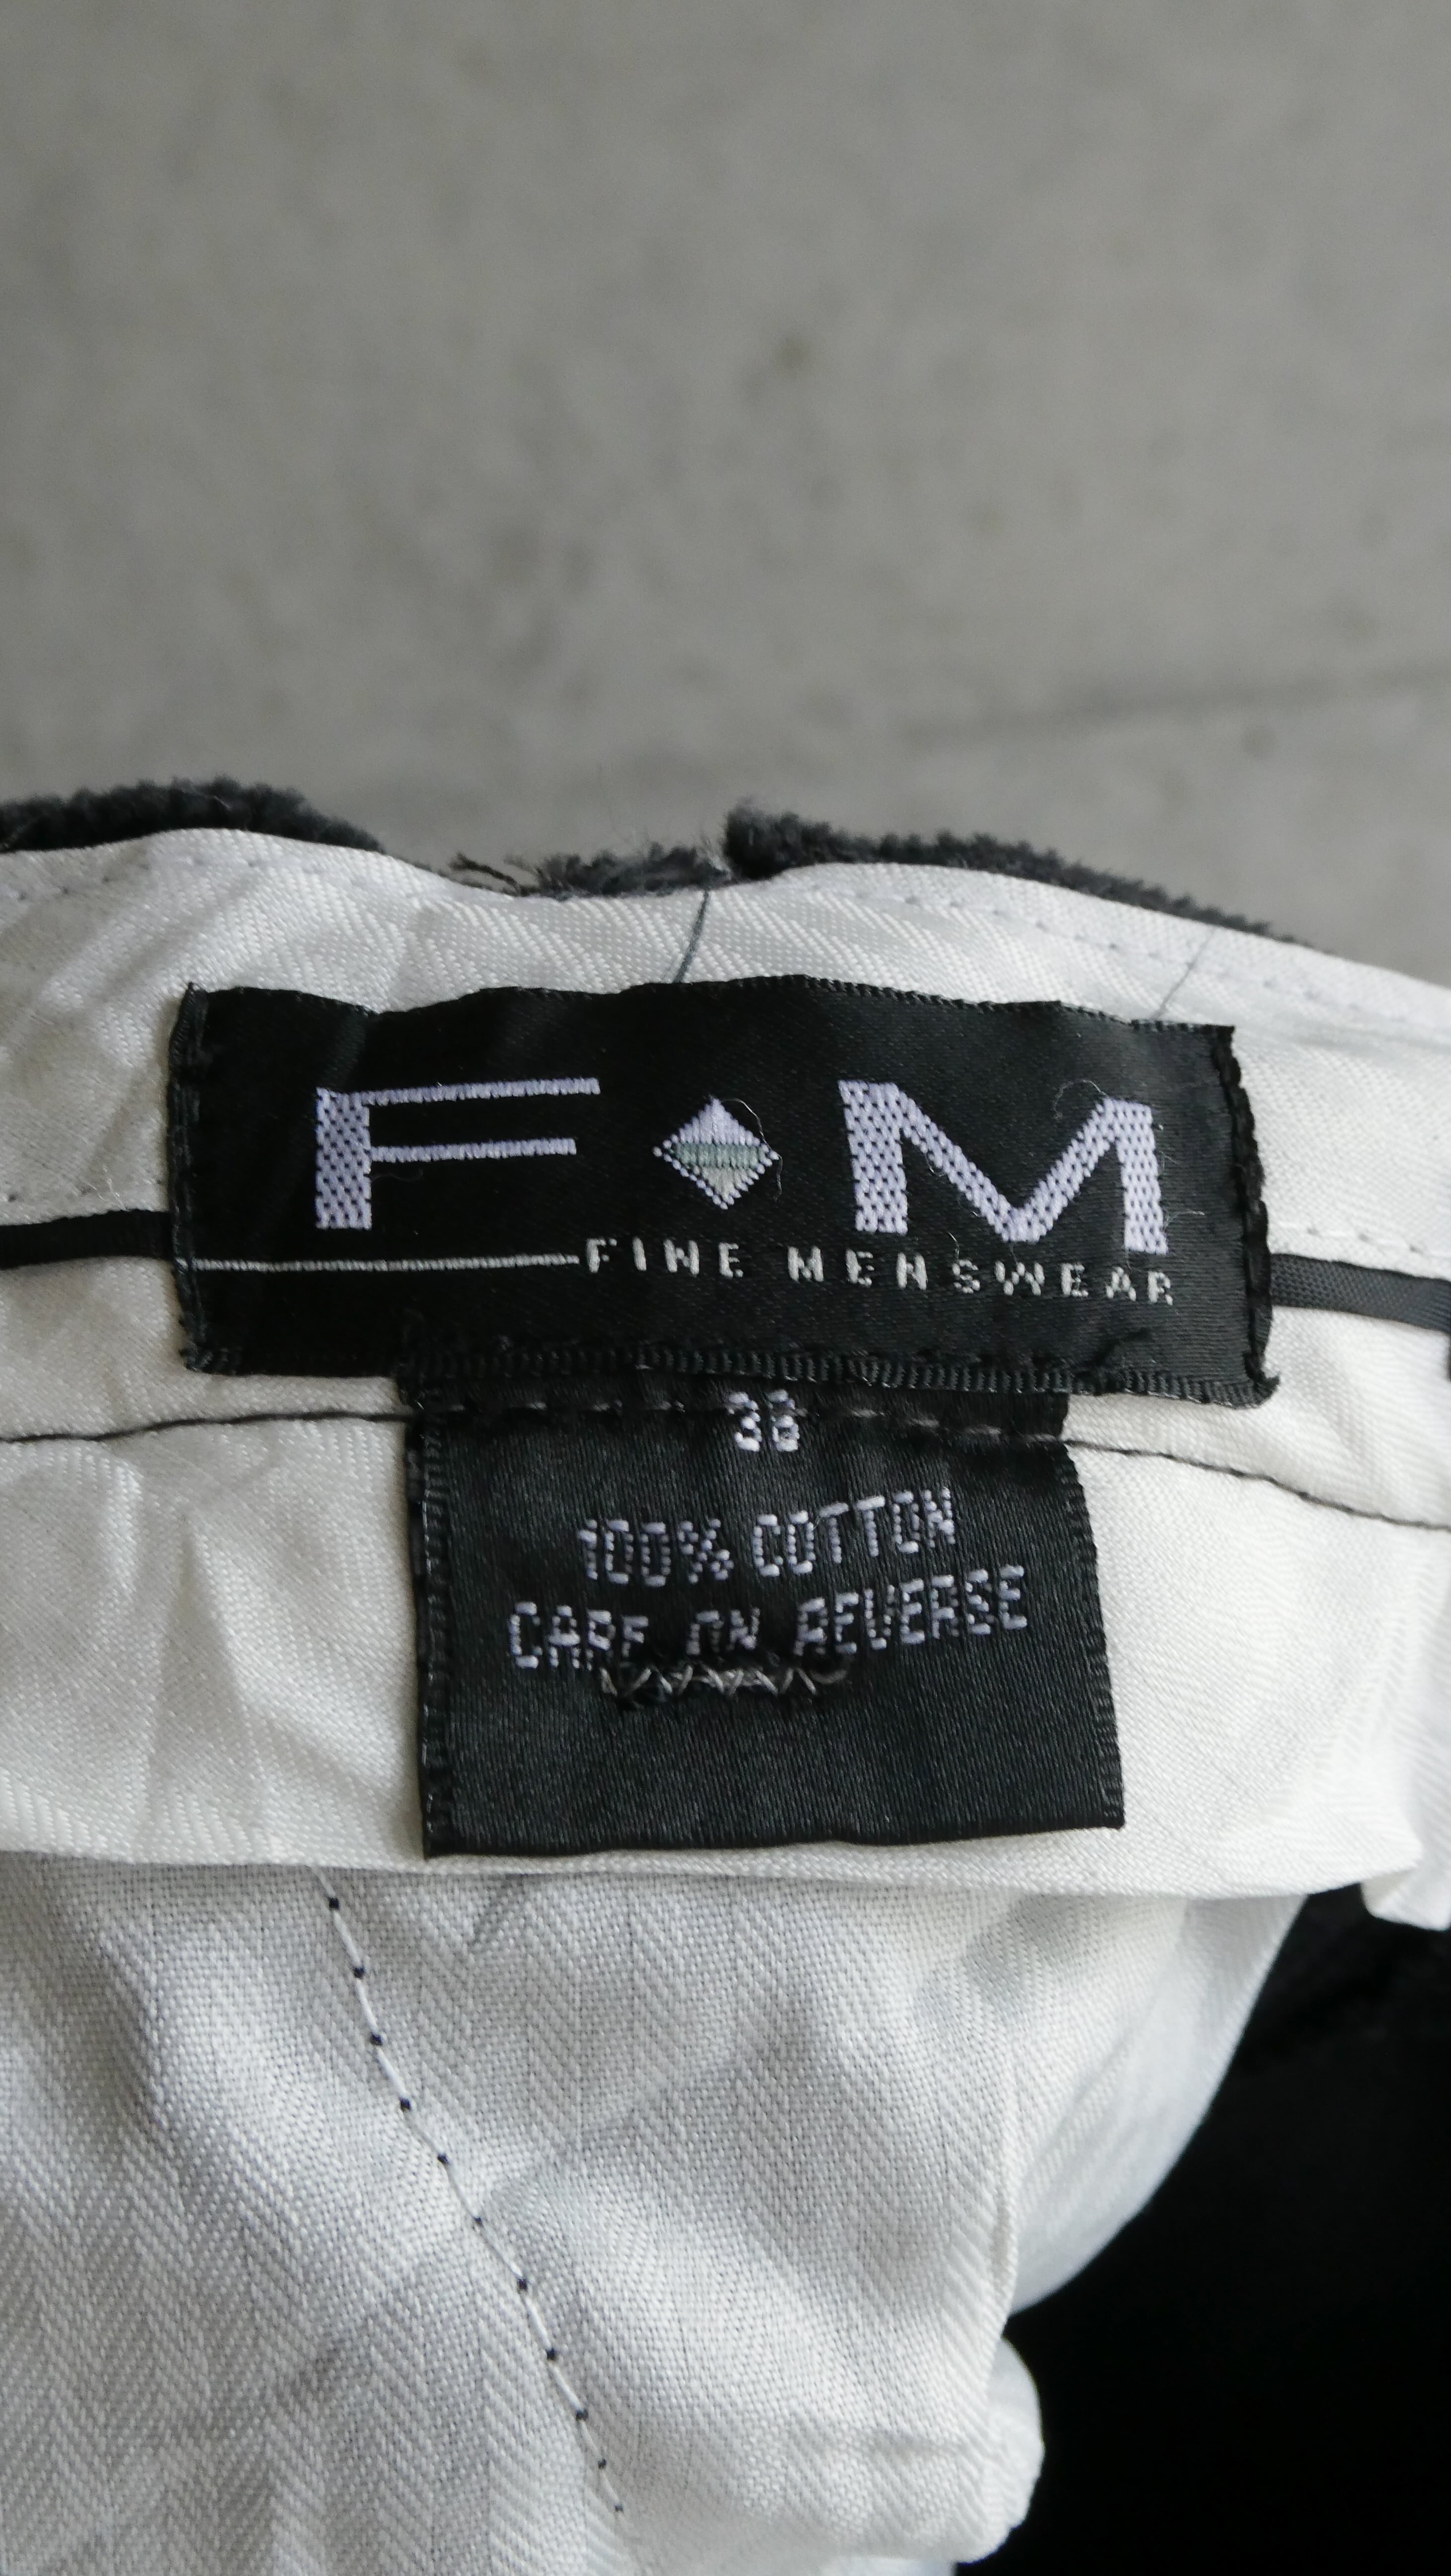 F M
FINE MENSWEAR
38
100% COTTON
CARE ON REVERSE